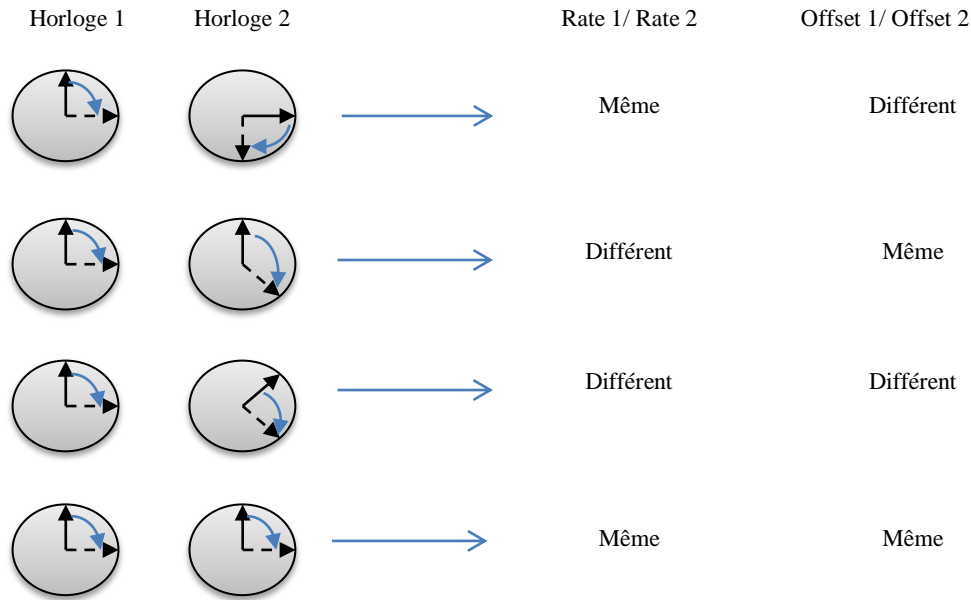 Horloge 1 Horloge 2 Rate 1/ Rate 2 Offset 1/ Offset 2
Même Différent
Différent Même
Différent Différent
Même Même